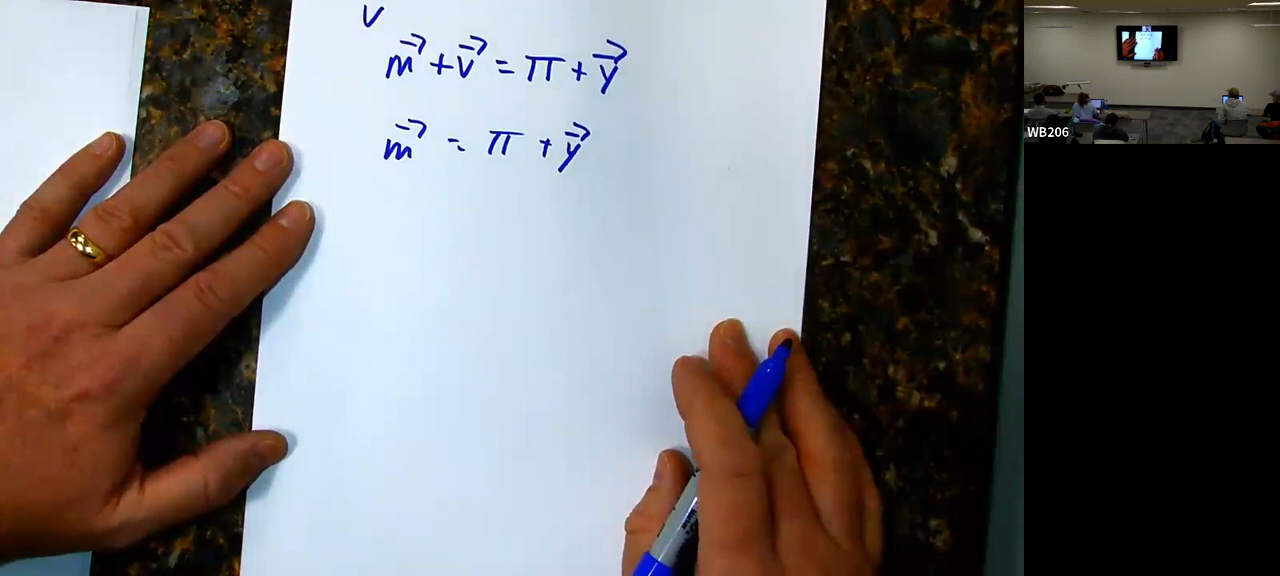 v
m⃗ + v⃗ = π + y⃗
m⃗ = π + y⃗
WB206